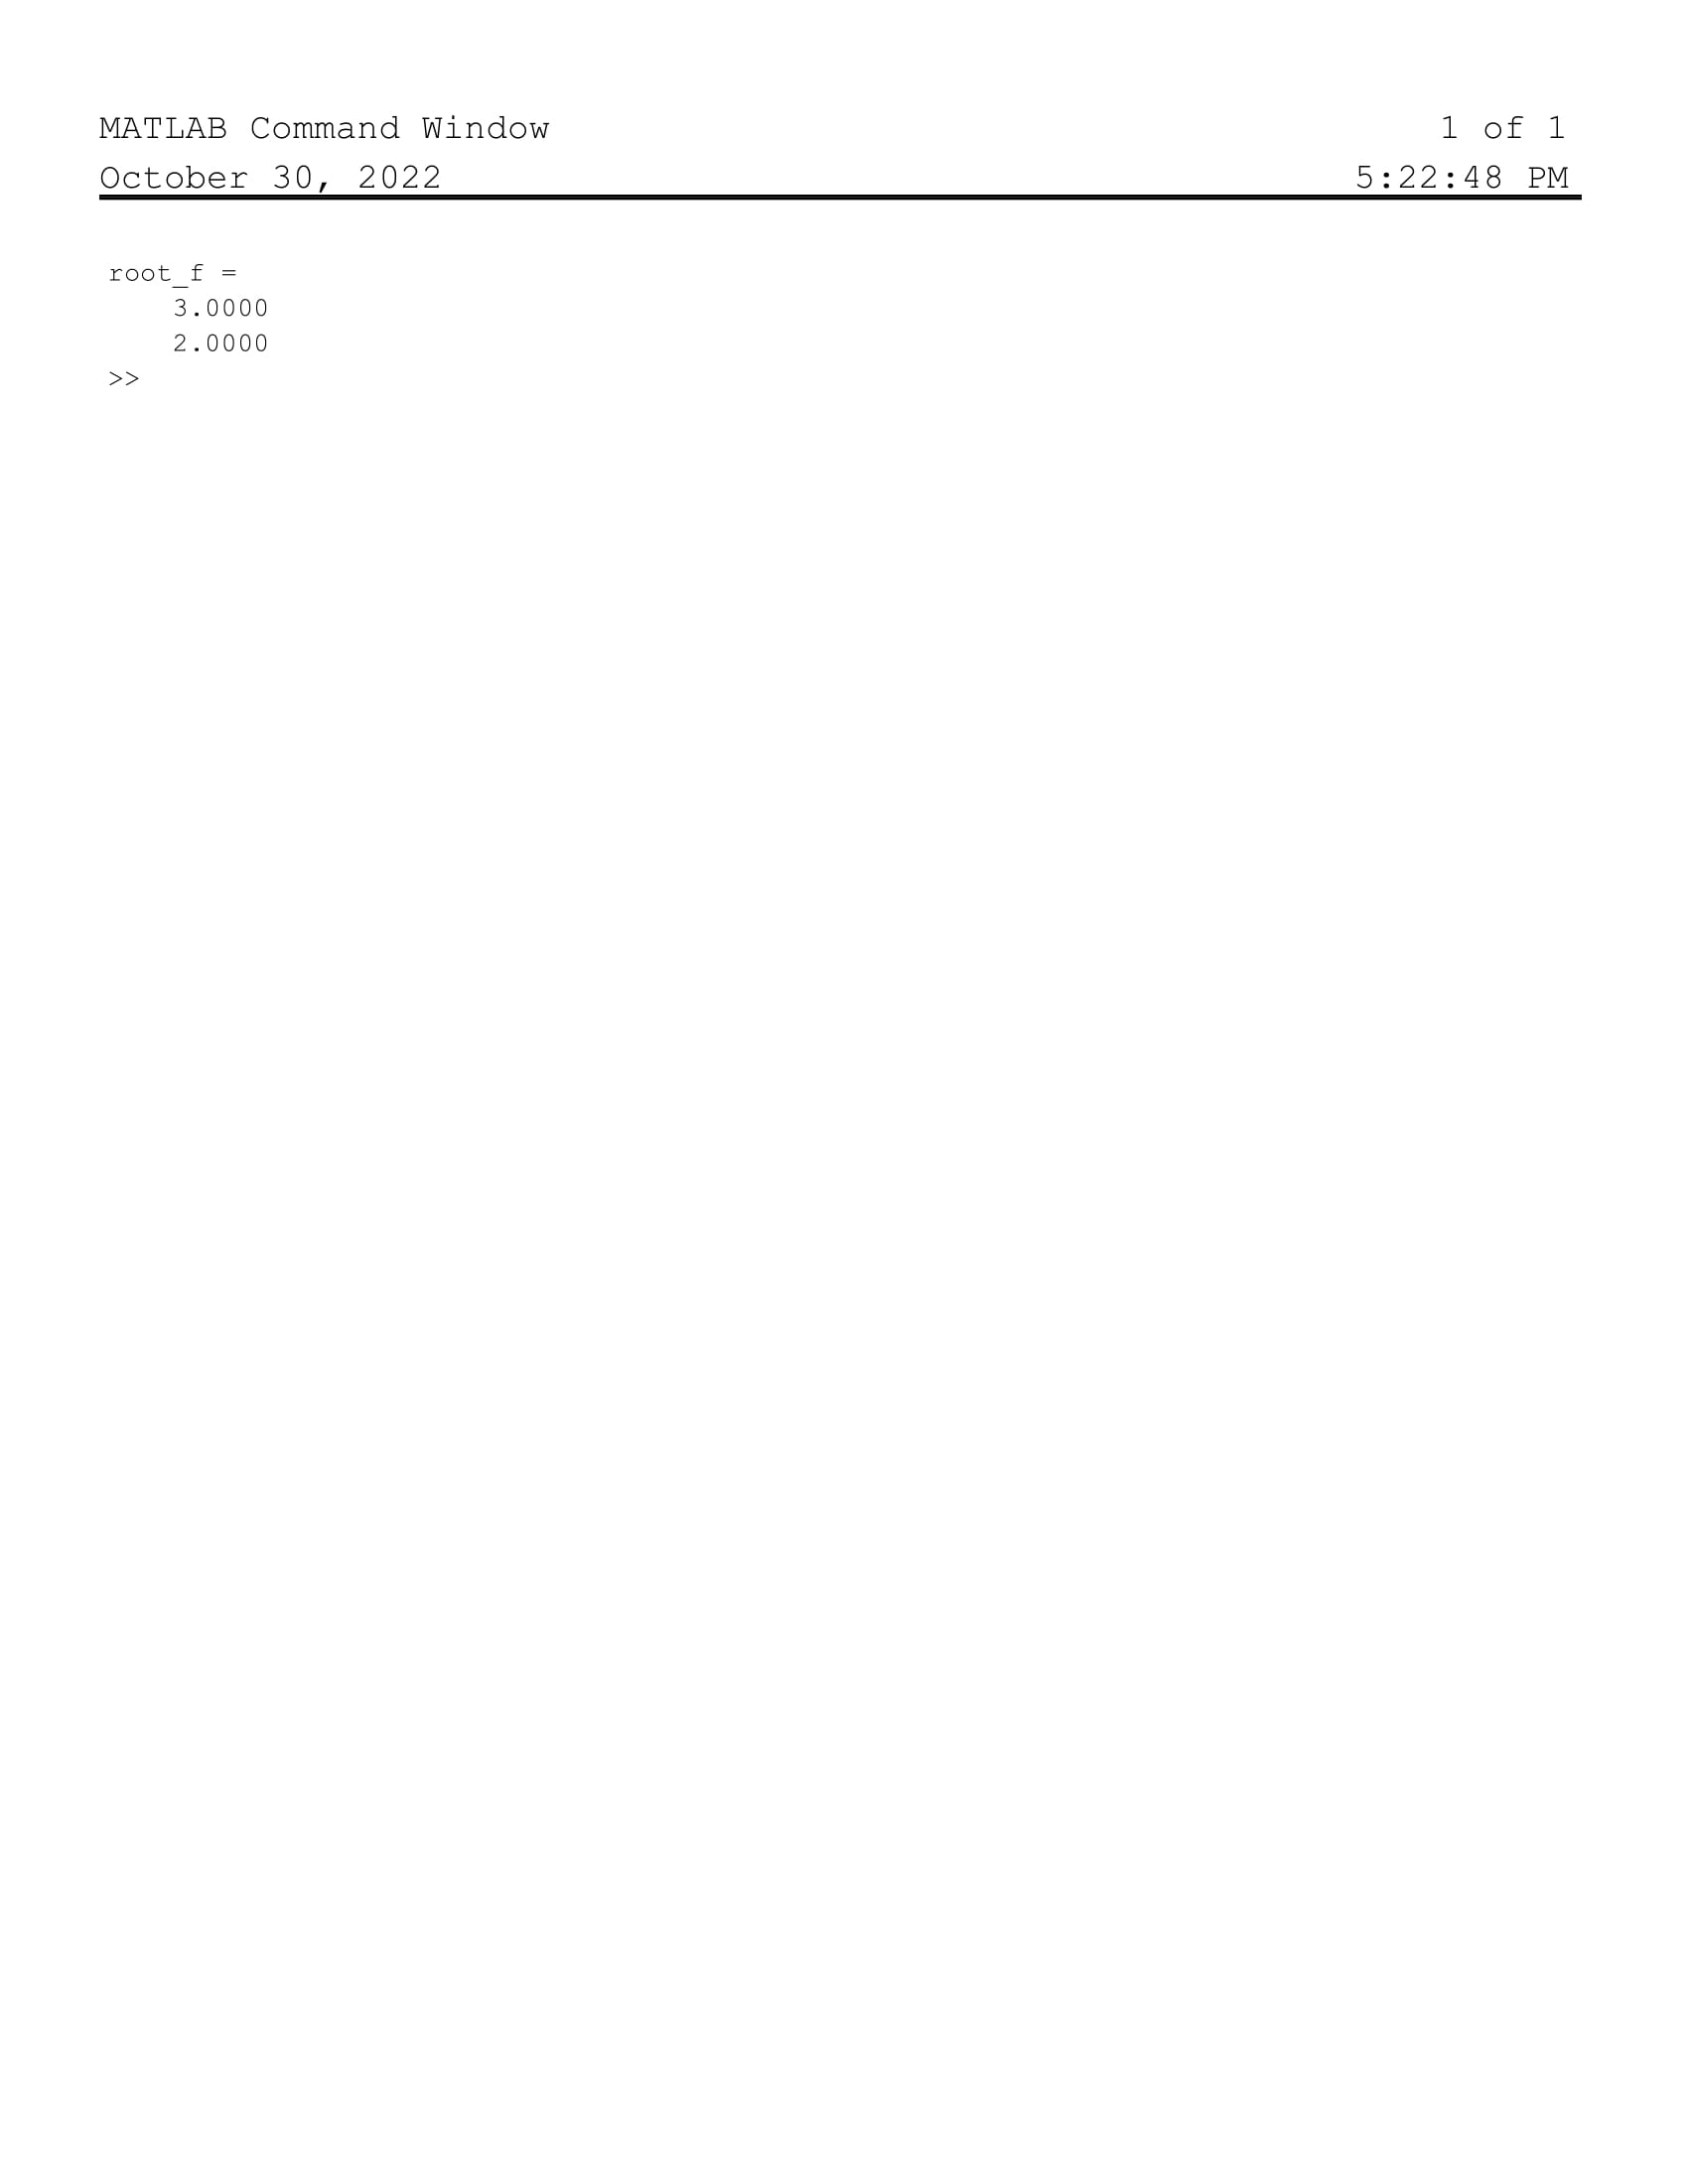 MATLAB Command Window 1 of 1
October 30, 2022 5:22:48 PM
root_f =
3.0000
2.0000
>>